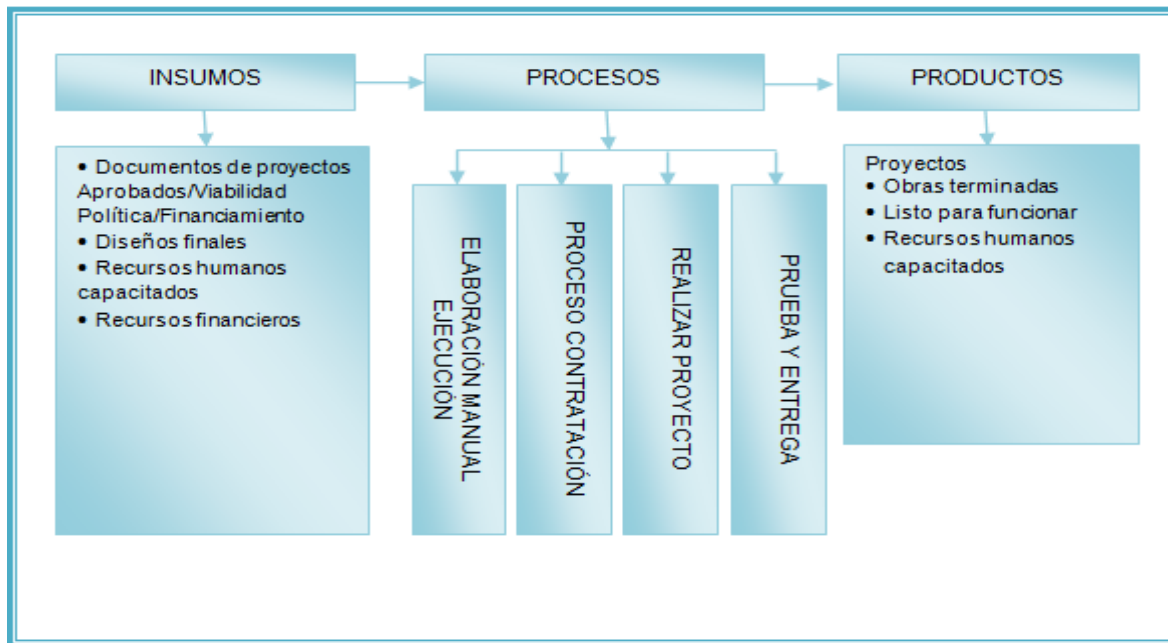 INSUMOS
PROCESOS
PRODUCTOS
• Documentos de proyectos
Aprobados/Viabilidad
Política/Financiamiento
• Diseños finales
• Recursos humanos
capacitados
• Recursos financieros
ELABORACIÓN MANUAL
EJECUCIÓN
PROCESO CONTRATACIÓN
REALIZAR PROYECTO
PRUEBA Y ENTREGA
Proyectos
• Obras terminadas
• Listo para funcionar
• Recursos humanos
capacitados